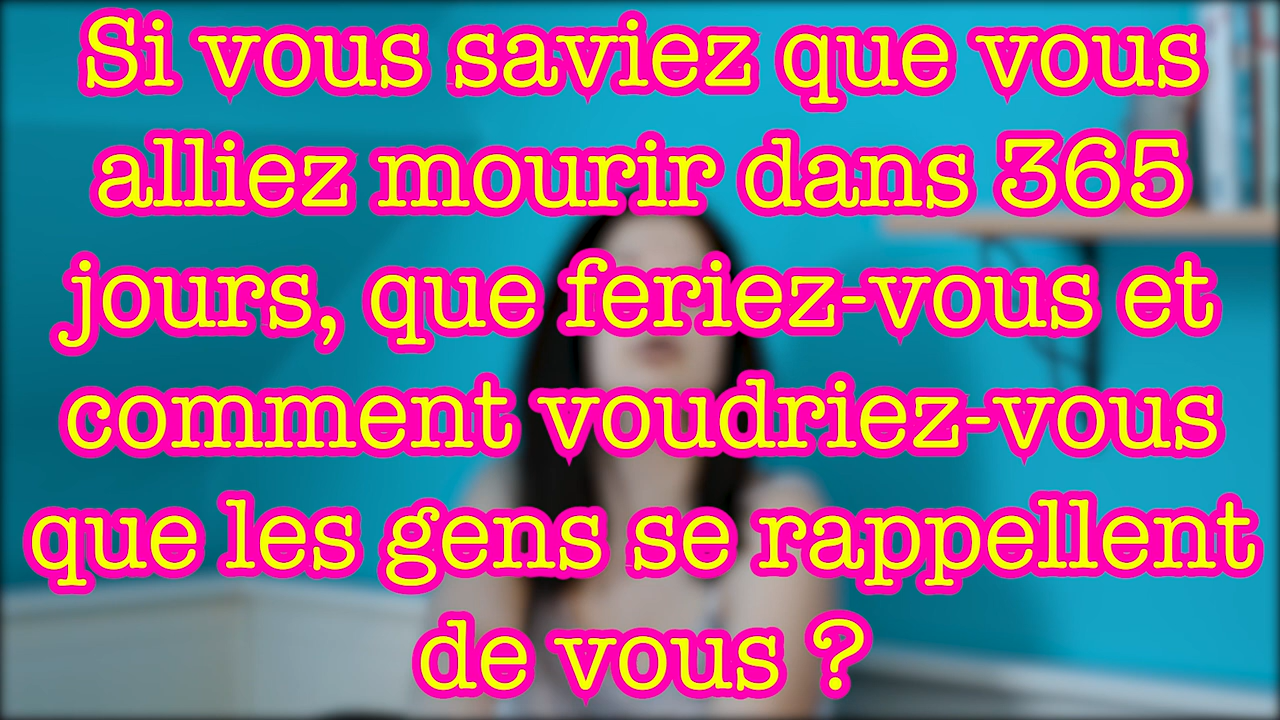 Si vous saviez que vous
alliez mourir dans 365
jours, que feriez-vous et
comment voudriez-vous
que les gens se rappellent
de vous ?